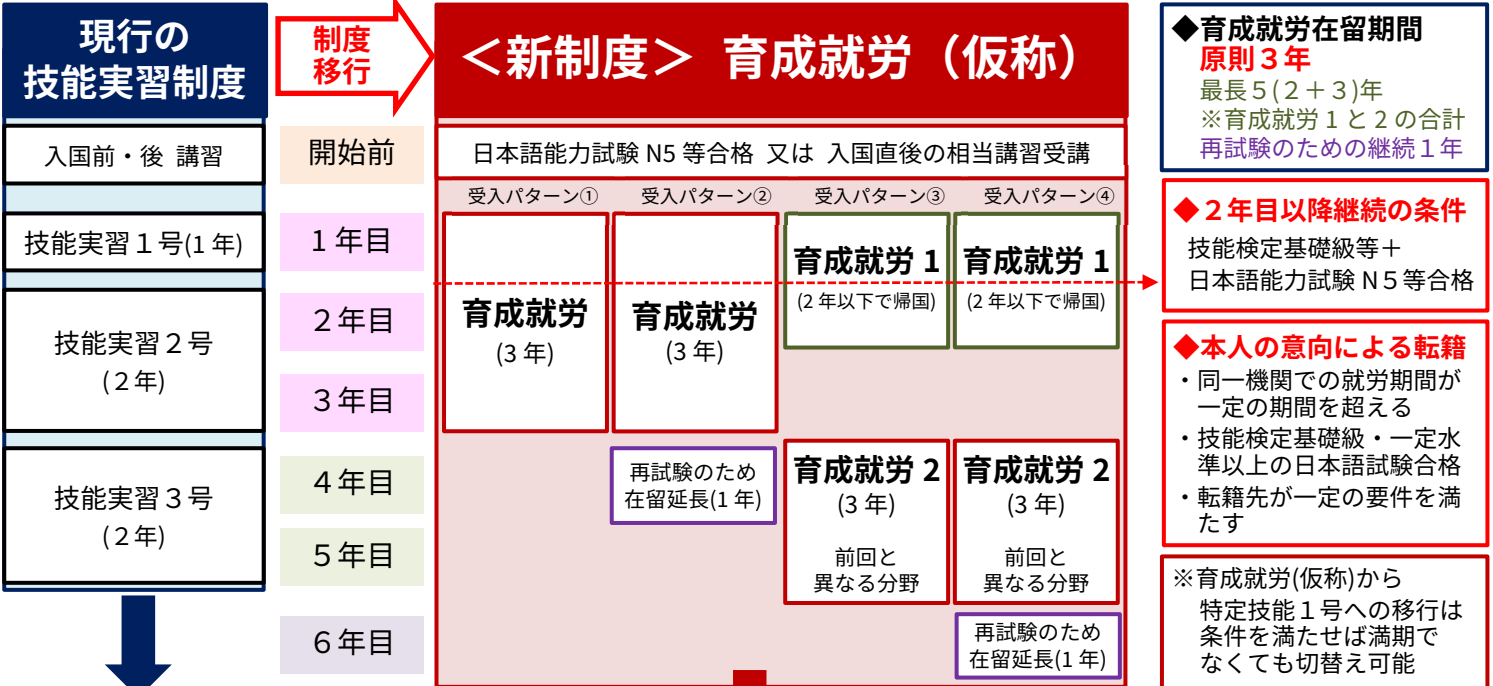 現行の
技能実習制度
制度
移行
＜新制度＞ 育成就労（仮称）
◆育成就労在留期間
原則３年
最長５(２＋３)年
※育成就労１と２の合計
再試験のための継続１年
入国前・後 講習
開始前
日本語能力試験 N5 等合格 又は 入国直後の相当講習受講
受入パターン①
受入パターン②
受入パターン③
受入パターン④
技能実習１号(1 年)
１年目
２年目
３年目
４年目
５年目
６年目
技能実習２号
(２年)
技能実習３号
(２年)
育成就労
(3 年)
育成就労
(3 年)
再試験のため
在留延長(1 年)
育成就労 1
(2 年以下で帰国)
育成就労 2
(3 年)
前回と
異なる分野
育成就労 1
(2 年以下で帰国)
育成就労 2
(3 年)
前回と
異なる分野
再試験のため
在留延長(1 年)
◆２年目以降継続の条件
技能検定基礎級等＋
日本語能力試験 N５等合格
◆本人の意向による転籍
・同一機関での就労期間が
一定の期間を超える
・技能検定基礎級・一定水
準以上の日本語試験合格
・転籍先が一定の要件を満
たす
※育成就労(仮称)から
特定技能１号への移行は
条件を満たせば満期で
なくても切替え可能